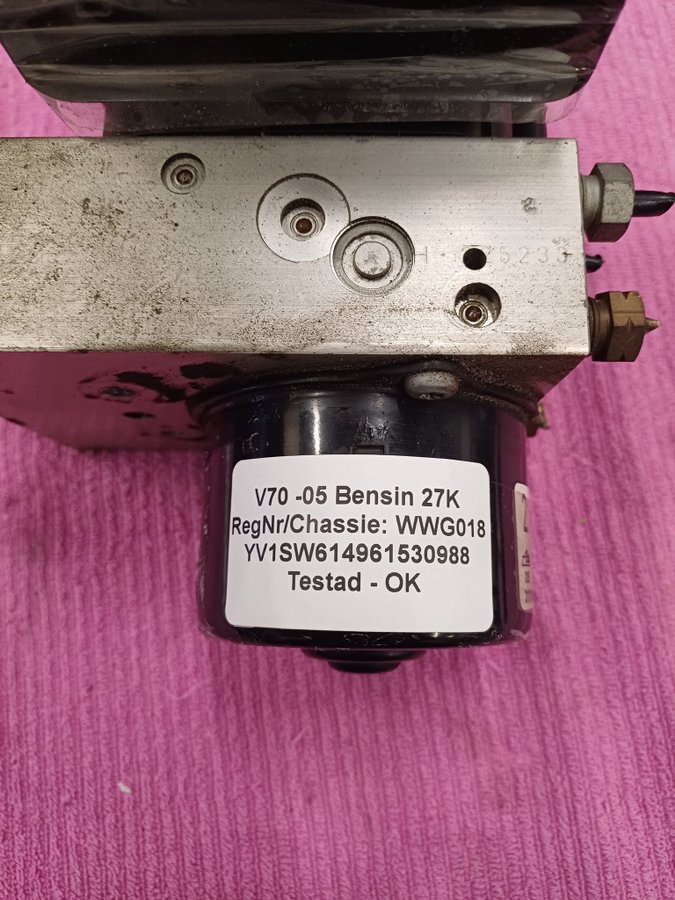 V70 -05 Bensin 27K
RegNr/Chassie: WWG018
YV1SW614961530988
Testad - OK